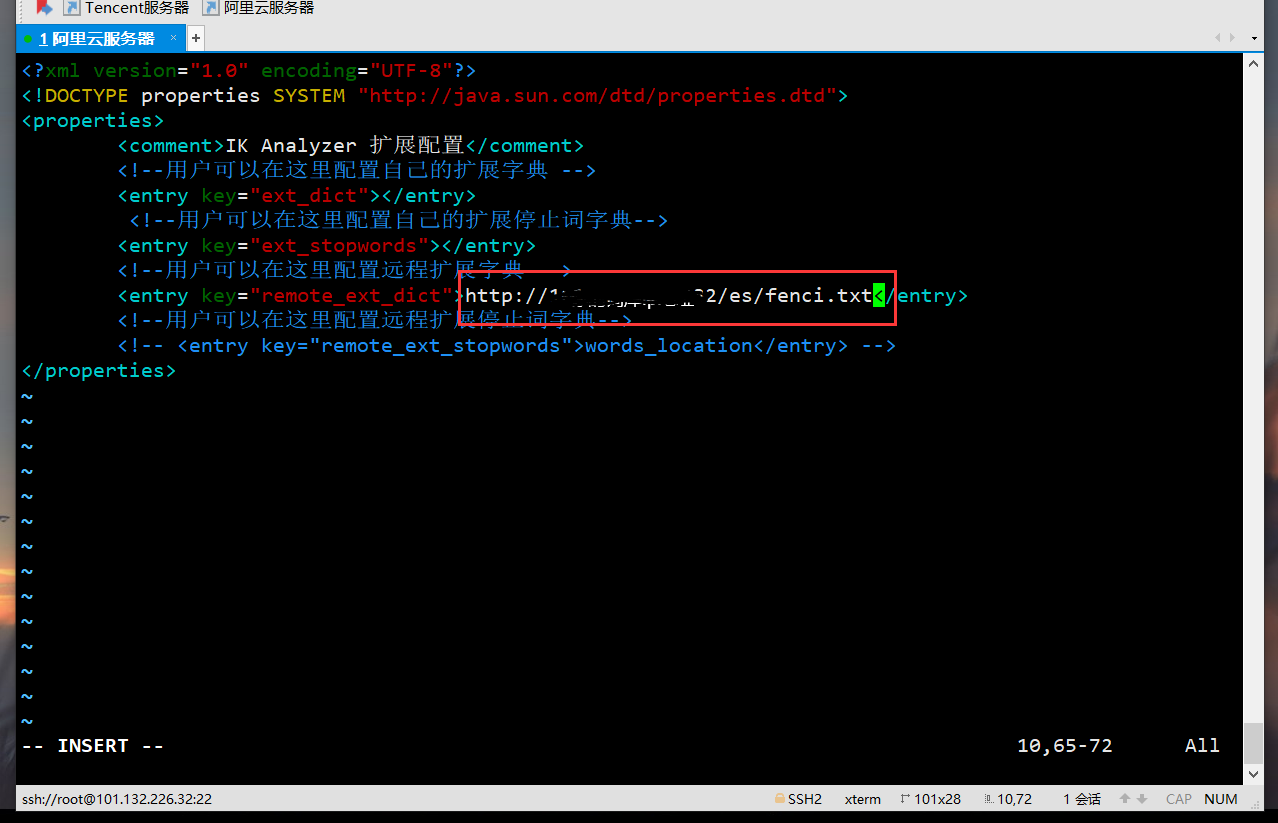 Tencent服务器 阿里云服务器
1 阿里云服务器 × +
<?xml version="1.0" encoding="UTF-8"?>
<!DOCTYPE properties SYSTEM "http://java.sun.com/dtd/properties.dtd">
<properties>
<comment>IK Analyzer 扩展配置</comment>
<!--用户可以在这里配置自己的扩展字典 -->
<entry key="ext_dict"></entry>
<!--用户可以在这里配置自己的扩展停止词字典-->
<entry key="ext_stopwords"></entry>
<!--用户可以在这里配置远程扩展字典 -->
<entry key="remote_ext_dict">http://1 32/es/fenci.txt</entry>
<!--用户可以在这里配置远程扩展停止词字典-->
<!-- <entry key="remote_ext_stopwords">words_location</entry> -->
</properties>
~
~
~
~
~
~
~
~
~
~
~
~
~
~
-- INSERT -- 10,65-72 All
ssh://root@101.132.226.32:22 SSH2 xterm 101x28 10,72 1 会话 CAP NUM